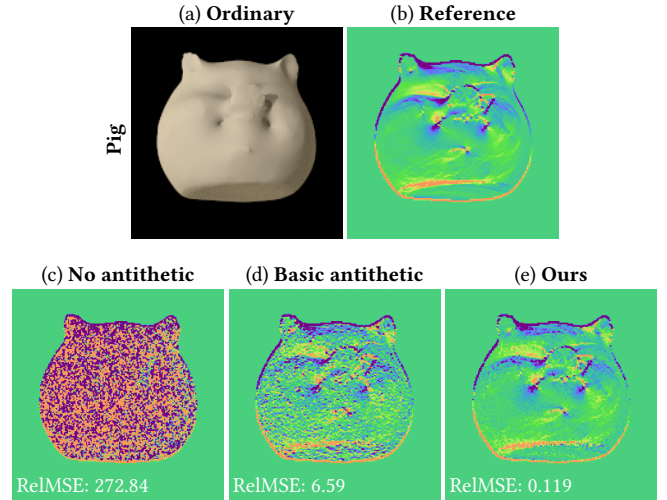 (a) Ordinary
(b) Reference
Pig
(c) No antithetic
(d) Basic antithetic
(e) Ours
RelMSE: 272.84
RelMSE: 6.59
RelMSE: 0.119